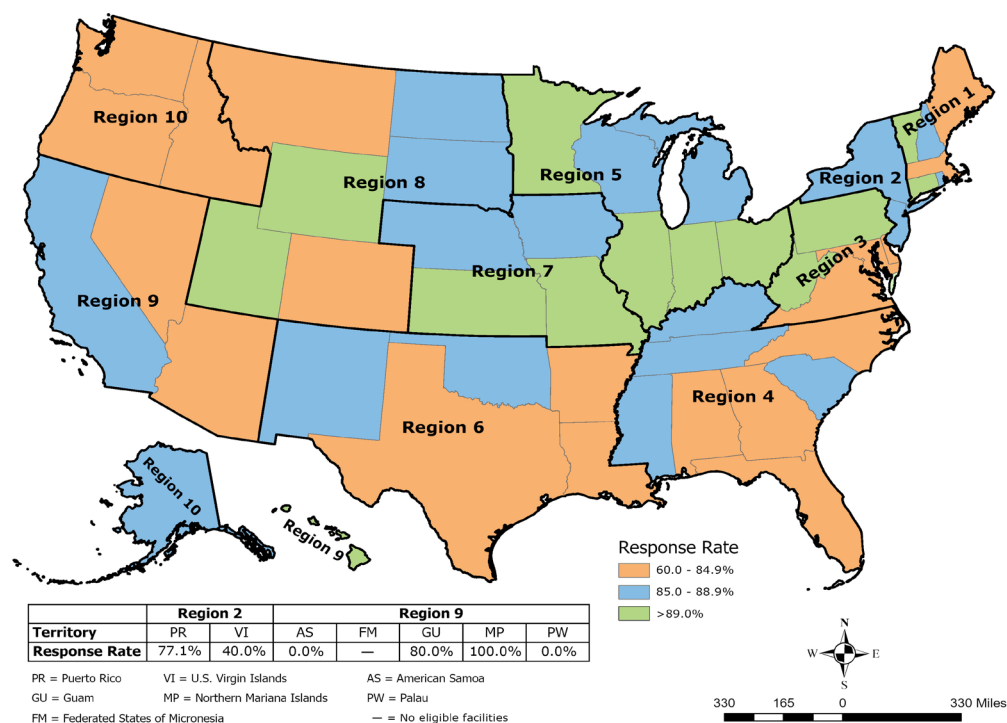 Region 1
Region 10
Region 8
Region 5
Region 2
Region 3
Region 7
Region 9
Region 4
Region 6
Region 10
Region 9
Response Rate
60.0 - 84.9%
85.0 - 88.9%
>89.0%
Region 2 Region 9
Territory PR VI AS FM GU MP PW
Response Rate 77.1% 40.0% 0.0% — 80.0% 100.0% 0.0%
PR = Puerto Rico VI = U.S. Virgin Islands AS = American Samoa
GU = Guam MP = Northern Mariana Islands PW = Palau
FM = Federated States of Micronesia — = No eligible facilities
N
W E
S
330 165 0 330 Miles